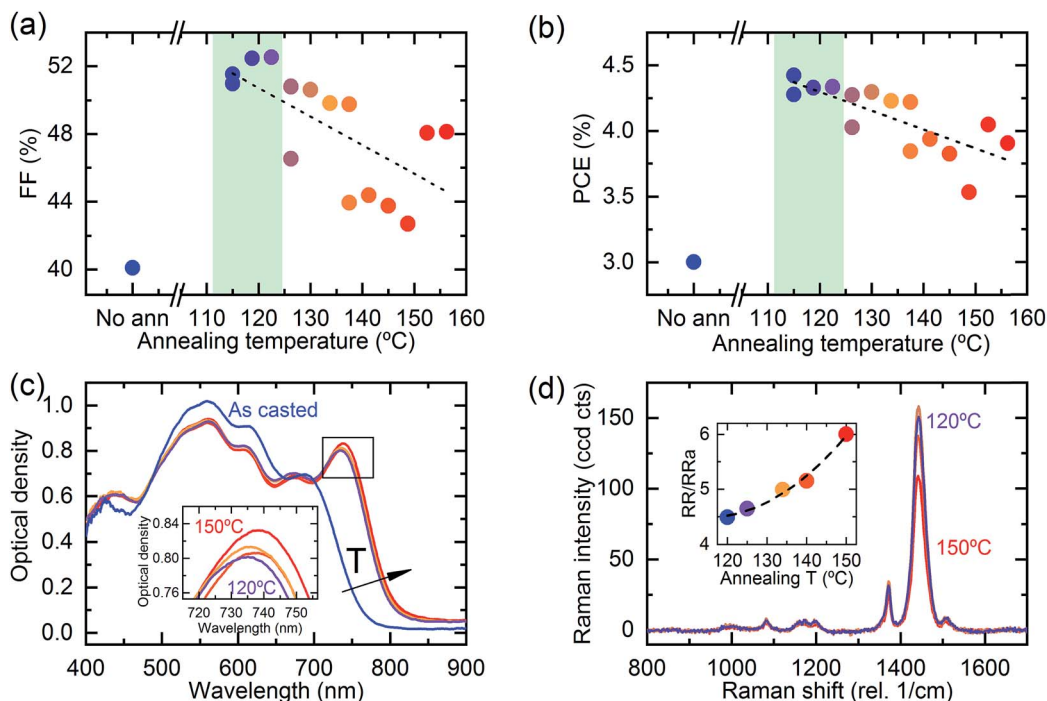 (a)
52
48
44
40
FF (%)
No ann 110 120 130 140 150 160
Annealing temperature (ºC)
(b)
4.5
4.0
3.5
3.0
PCE (%)
No ann 110 120 130 140 150 160
Annealing temperature (ºC)
(c)
1.0
0.8
0.6
0.4
0.2
0.0
Optical density
As casted
T
0.84
0.80
0.76
Optical density
150ºC
120ºC
720 730 740 750
Wavelength (nm)
400 500 600 700 800 900
Wavelength (nm)
(d)
150
100
50
0
Raman intensity (ccd cts)
120ºC
150ºC
6
5
4
RR/RRa
120 130 140 150
Annealing T (ºC)
800 1000 1200 1400 1600
Raman shift (rel. 1/cm)